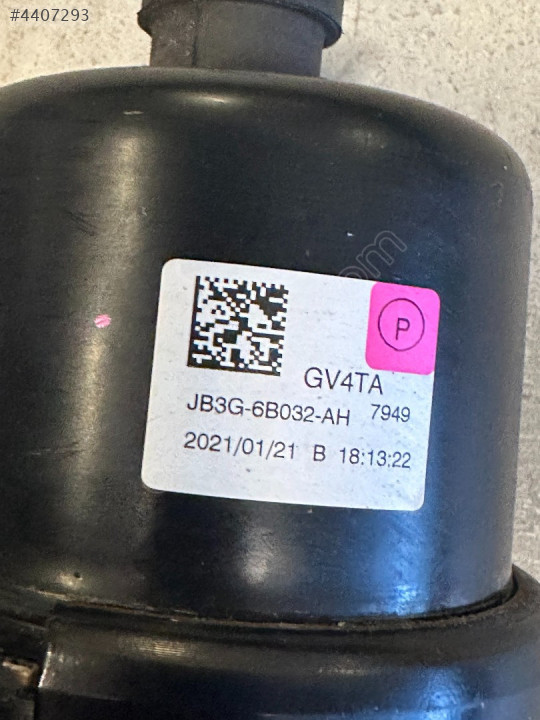 #4407293
P
GV4TA
JB3G-6B032-AH 7949
2021/01/21 B 18:13:22